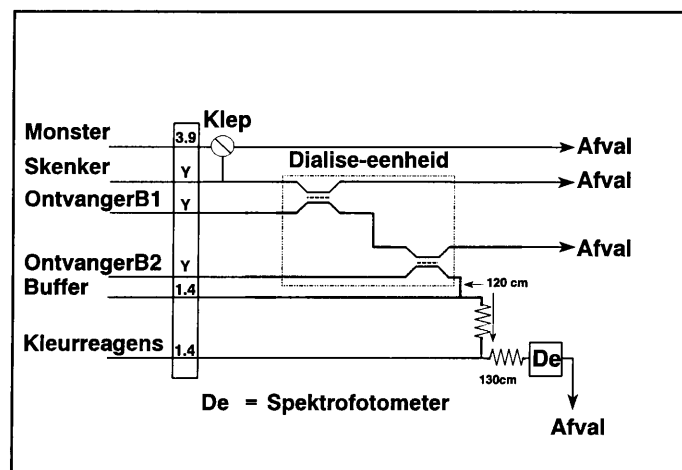 Klep
Monster 3.9 Afval
Dialise-eenheid
Skenker Y Afval
OntvangerB1 Y
Afval
OntvangerB2 Y
120 cm
Buffer 1.4
Kleurreagens 1.4 De
130cm
De = Spektrofotometer
Afval